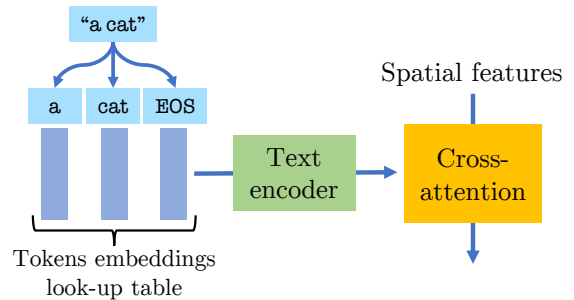 “a cat”
a
cat
EOS
Tokens embeddings
look-up table
Text
encoder
Spatial features
Cross-
attention